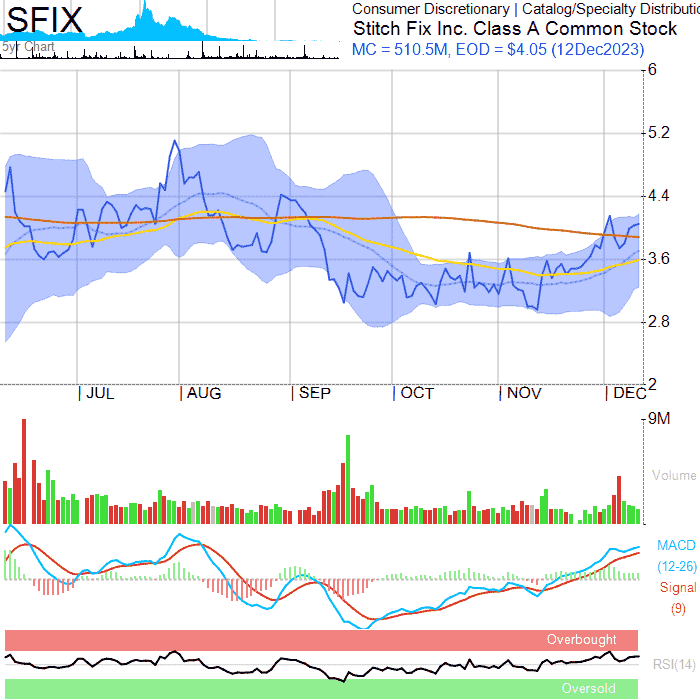 SFIX
Consumer Discretionary | Catalog/Specialty Distributio
Stitch Fix Inc. Class A Common Stock
MC = 510.5M, EOD = $4.05 (12Dec2023)
5yr Chart
6
5.2
4.4
3.6
2.8
2
| JUL | AUG | SEP | OCT | NOV | DEC
9M
Volume
MACD
(12-26)
Signal
(9)
Overbought
RSI(14)
Oversold